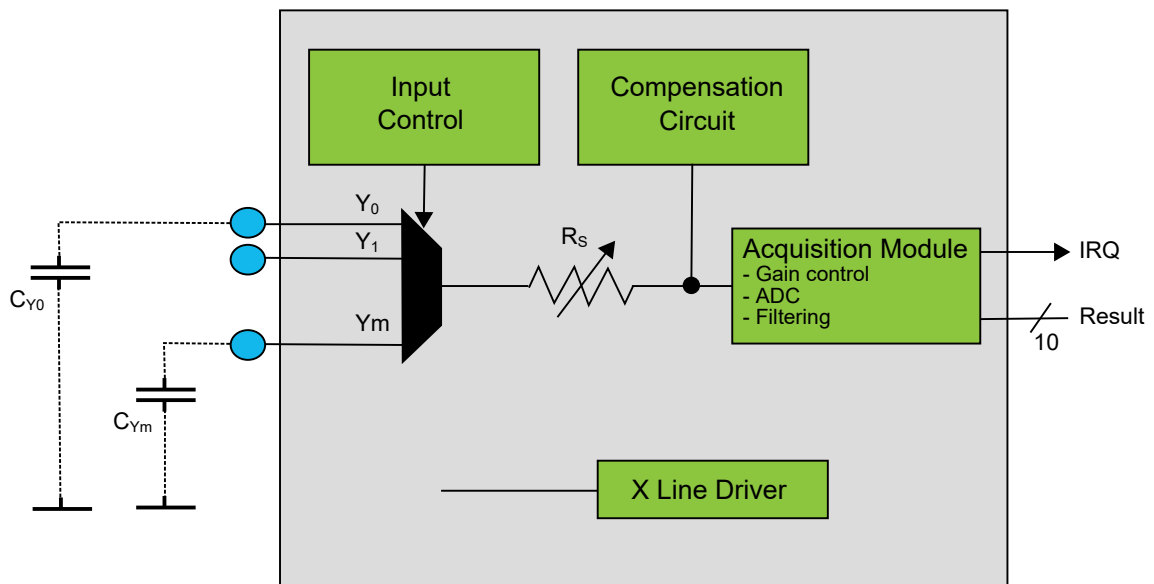 Input
Control
Compensation
Circuit
Y0
Y1
RS
Acquisition Module
- Gain control
- ADC
- Filtering
IRQ
Result
10
CY0
Ym
CYm
X Line Driver